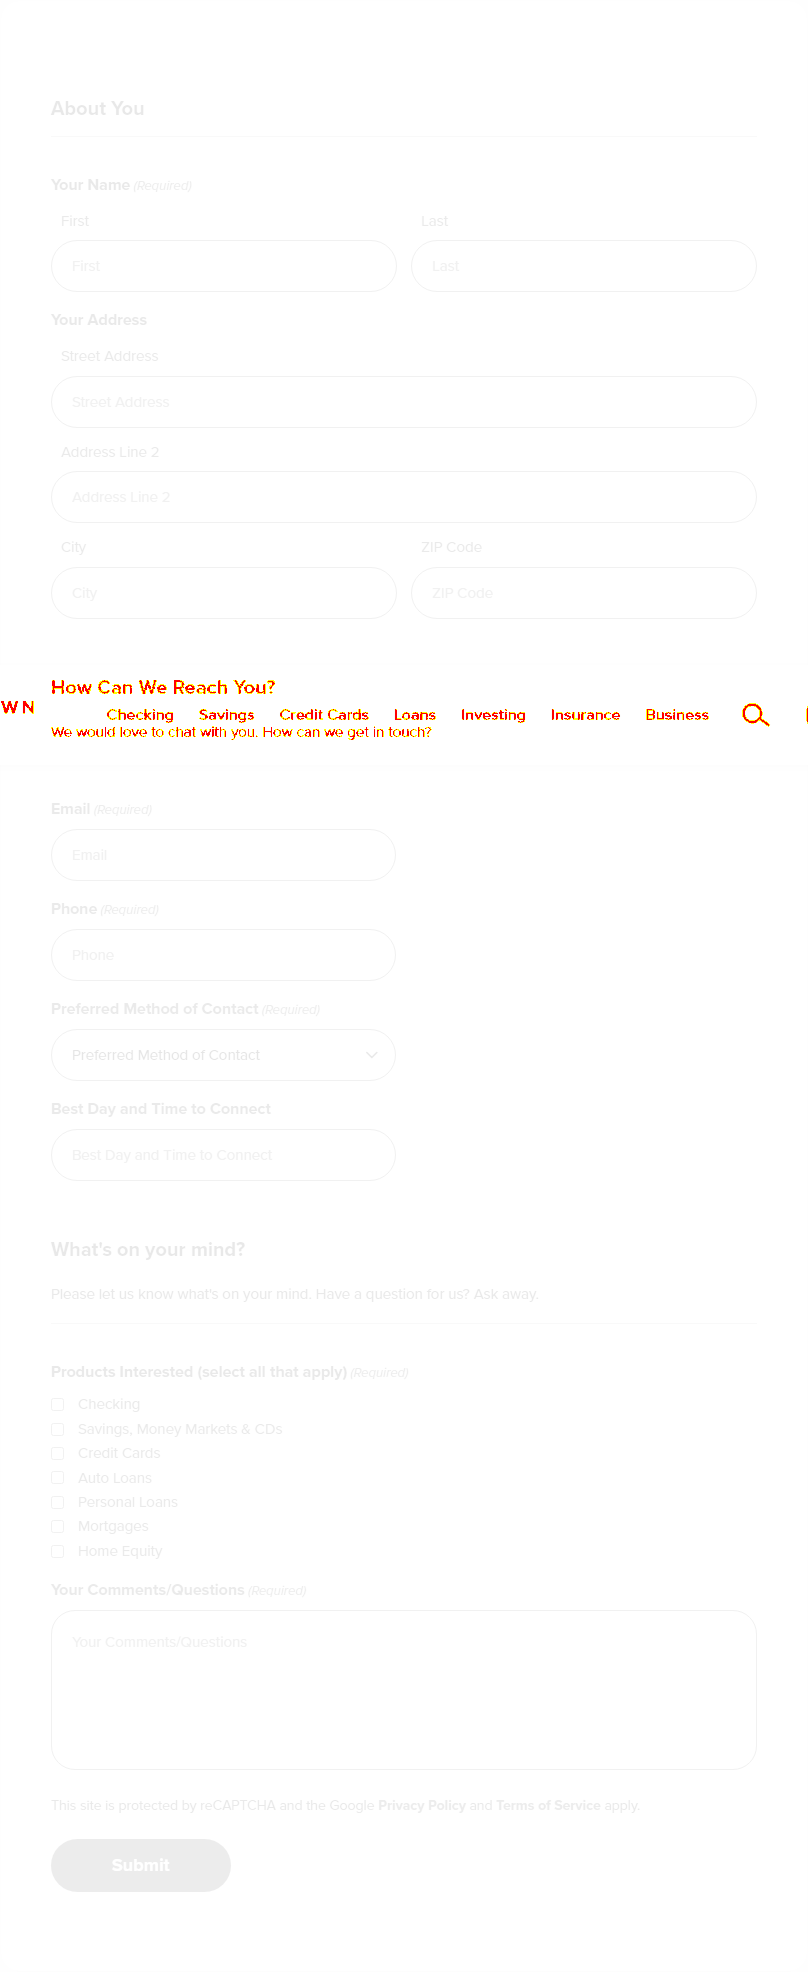 About You
Your Name (Required)
First Last
First Last
Your Address
Street Address
Street Address
Address Line 2
Address Line 2
City ZIP Code
City ZIP Code
How Can We Reach You?
WN Checking Savings Credit Cards Loans Investing Insurance Business
We would love to chat with you. How can we get in touch?
Email (Required)
Email
Phone (Required)
Phone
Preferred Method of Contact (Required)
Preferred Method of Contact
Best Day and Time to Connect
Best Day and Time to Connect
What's on your mind?
Please let us know what's on your mind. Have a question for us? Ask away.
Products Interested (select all that apply) (Required)
Checking
Savings, Money Markets & CDs
Credit Cards
Auto Loans
Personal Loans
Mortgages
Home Equity
Your Comments/Questions (Required)
Your Comments/Questions
This site is protected by reCAPTCHA and the Google Privacy Policy and Terms of Service apply.
Submit